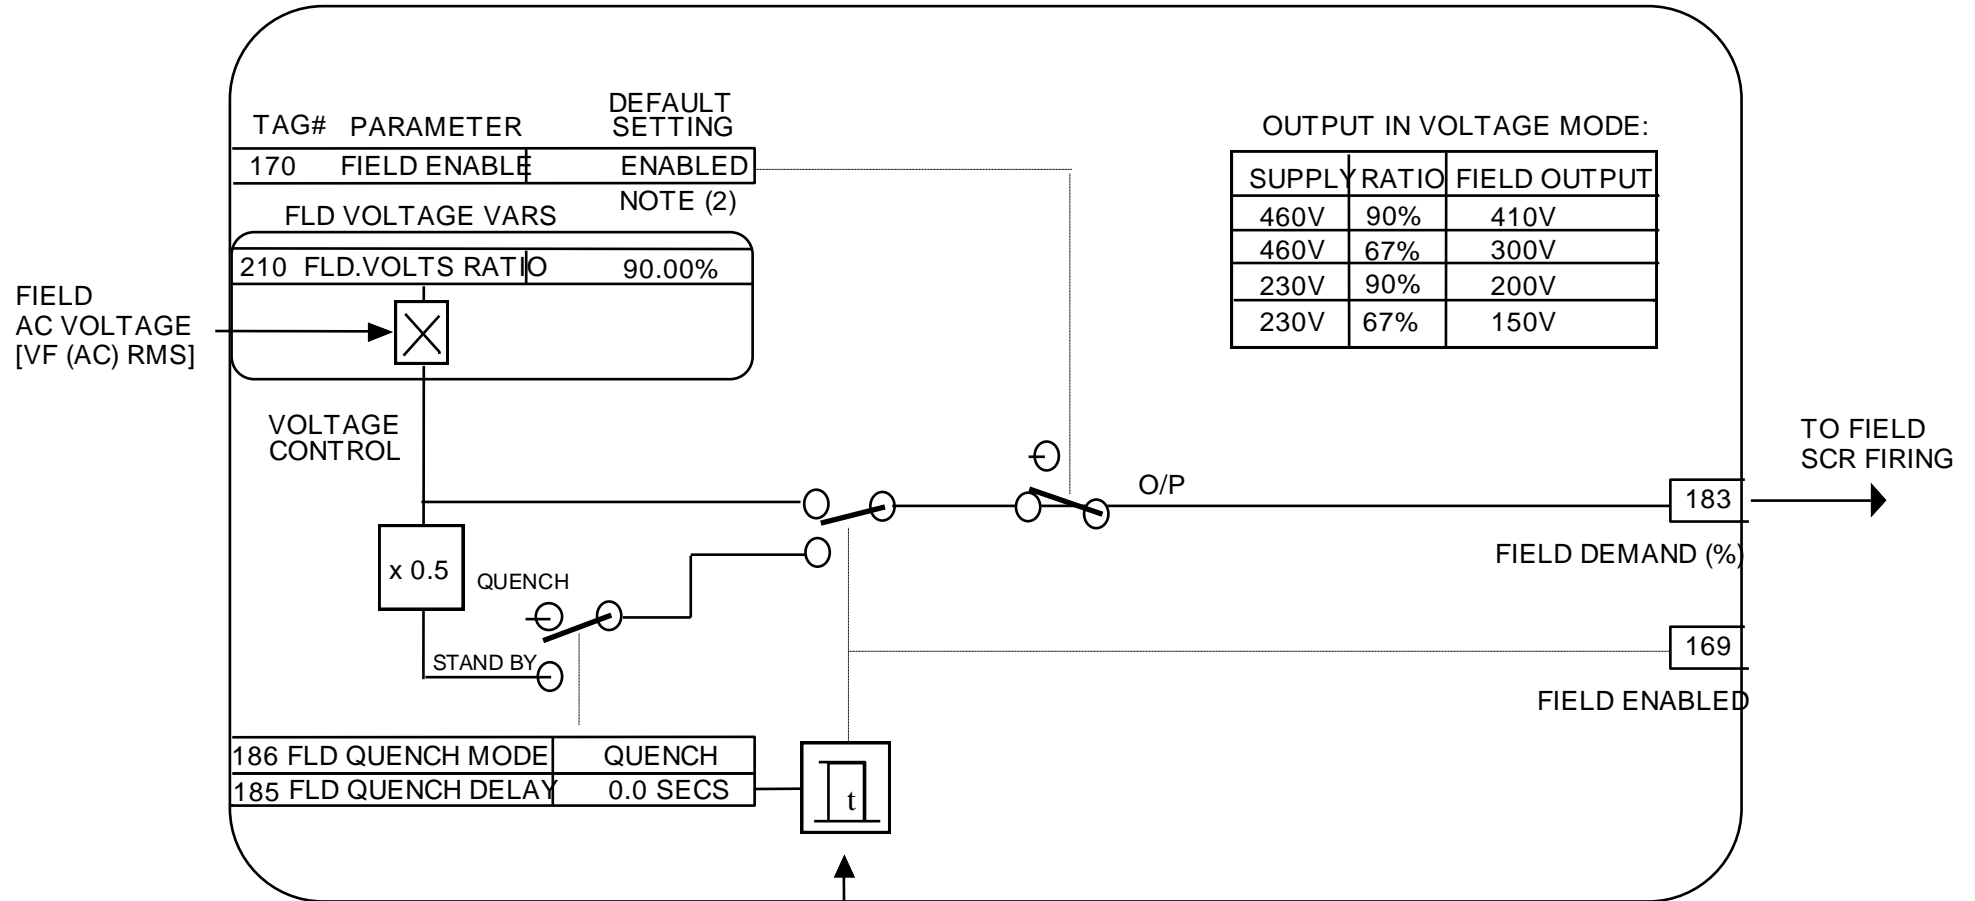 DEFAULT
TAG# PARAMETER SETTING
170 FIELD ENABLE ENABLED
NOTE (2)
FLD VOLTAGE VARS
210 FLD.VOLTS RATIO 90.00%
FIELD
AC VOLTAGE
[VF (AC) RMS]
VOLTAGE
CONTROL
OUTPUT IN VOLTAGE MODE:
SUPPLY RATIO FIELD OUTPUT
460V 90% 410V
460V 67% 300V
230V 90% 200V
230V 67% 150V
O/P
183
TO FIELD
SCR FIRING
FIELD DEMAND (%)
x 0.5
QUENCH
STAND BY
169
FIELD ENABLED
186 FLD QUENCH MODE QUENCH
185 FLD QUENCH DELAY 0.0 SECS
t